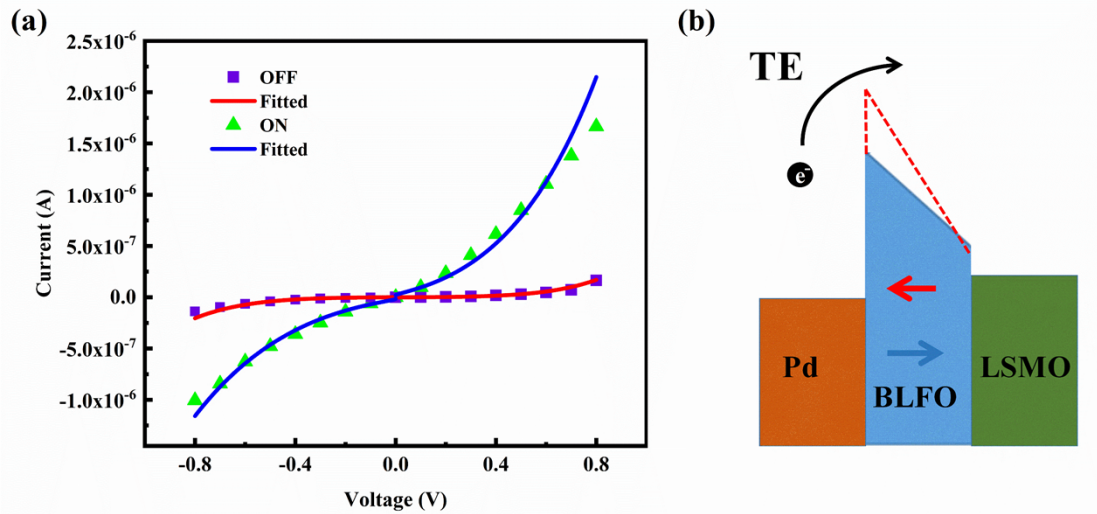 (a)
2.5x10⁻⁶
2.0x10⁻⁶
1.5x10⁻⁶
1.0x10⁻⁶
5.0x10⁻⁷
0.0
-5.0x10⁻⁷
-1.0x10⁻⁶
Current (A)
OFF
Fitted
ON
Fitted
-0.8 -0.4 0.0 0.4 0.8
Voltage (V)
(b)
TE
e⁻
Pd
BLFO
LSMO